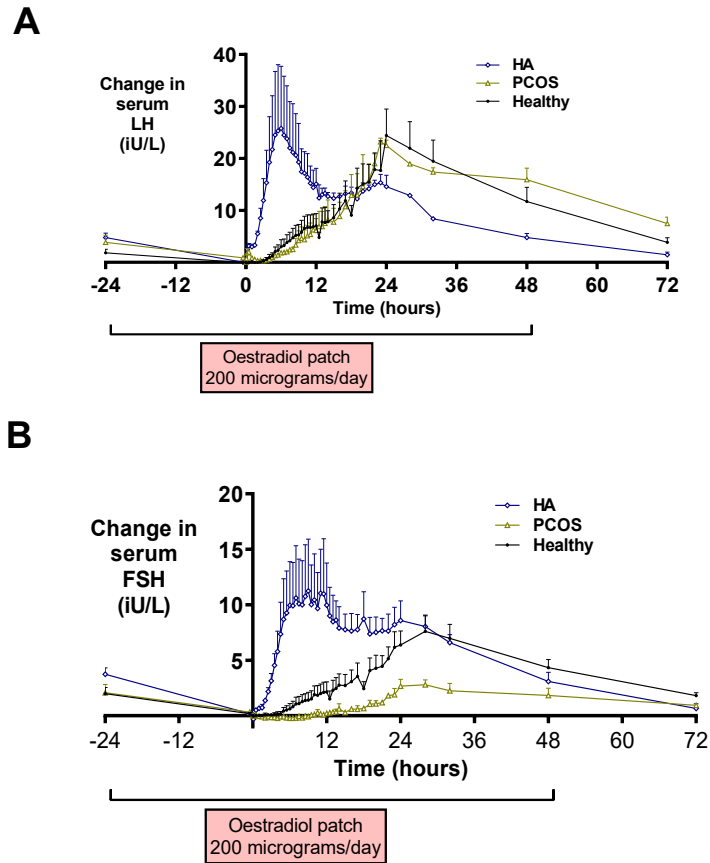 A
Change in
serum
LH
(iU/L)
40
30
20
10
HA
PCOS
Healthy
-24 -12 0 12 24 36 48 60 72
Time (hours)
Oestradiol patch
200 micrograms/day
B
Change in
serum
FSH
(iU/L)
20
15
10
5
HA
PCOS
Healthy
-24 -12 12 24 36 48 60 72
Time (hours)
Oestradiol patch
200 micrograms/day